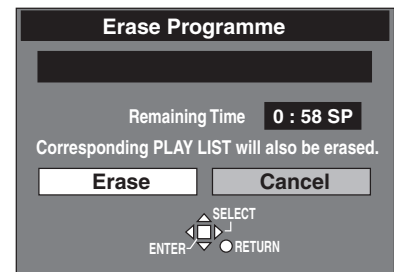 Erase Programme
Remaining Time 0 : 58 SP
Corresponding PLAY LIST will also be erased.
Erase Cancel
SELECT
ENTER RETURN